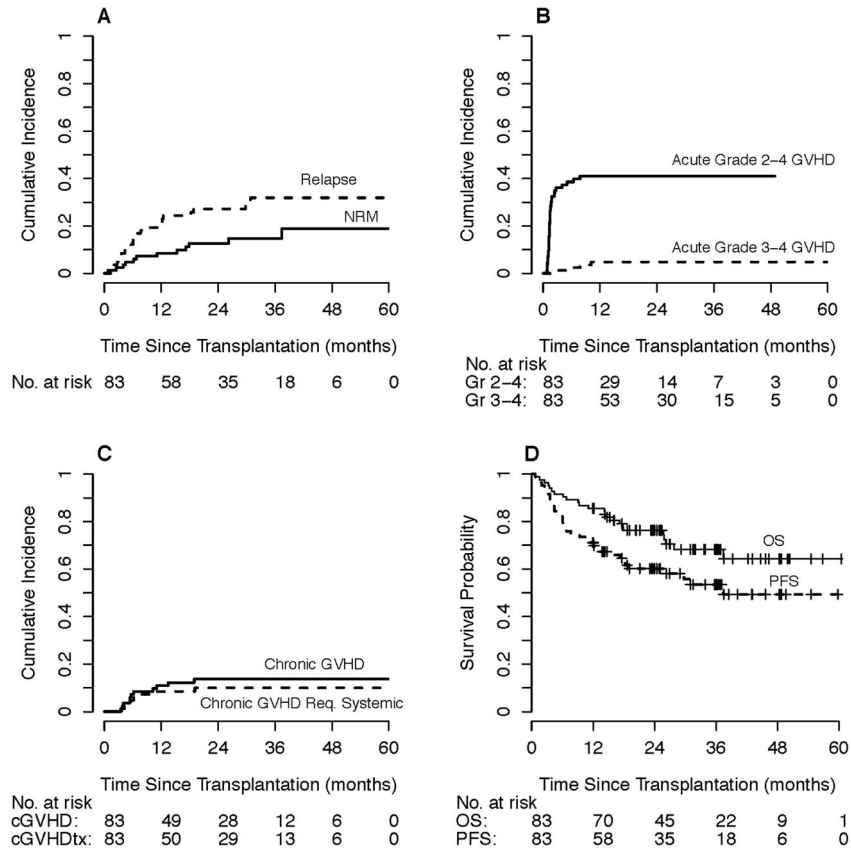 A
Cumulative Incidence
1
0.8
0.6
0.4
0.2
0
Relapse
NRM
0 12 24 36 48 60
Time Since Transplantation (months)
No. at risk 83 58 35 18 6 0
B
Cumulative Incidence
1
0.8
0.6
0.4
0.2
0
Acute Grade 2–4 GVHD
Acute Grade 3–4 GVHD
0 12 24 36 48 60
Time Since Transplantation (months)
No. at risk
Gr 2–4: 83 29 14 7 3 0
Gr 3–4: 83 53 30 15 5 0
C
Cumulative Incidence
1
0.8
0.6
0.4
0.2
0
Chronic GVHD
Chronic GVHD Req. Systemic
0 12 24 36 48 60
Time Since Transplantation (months)
No. at risk
cGVHD: 83 49 28 12 6 0
cGVHDtx: 83 50 29 13 6 0
D
Survival Probability
1
0.8
0.6
0.4
0.2
0
OS
PFS
0 12 24 36 48 60
Time Since Transplantation (months)
No. at risk
OS: 83 70 45 22 9 1
PFS: 83 58 35 18 6 0